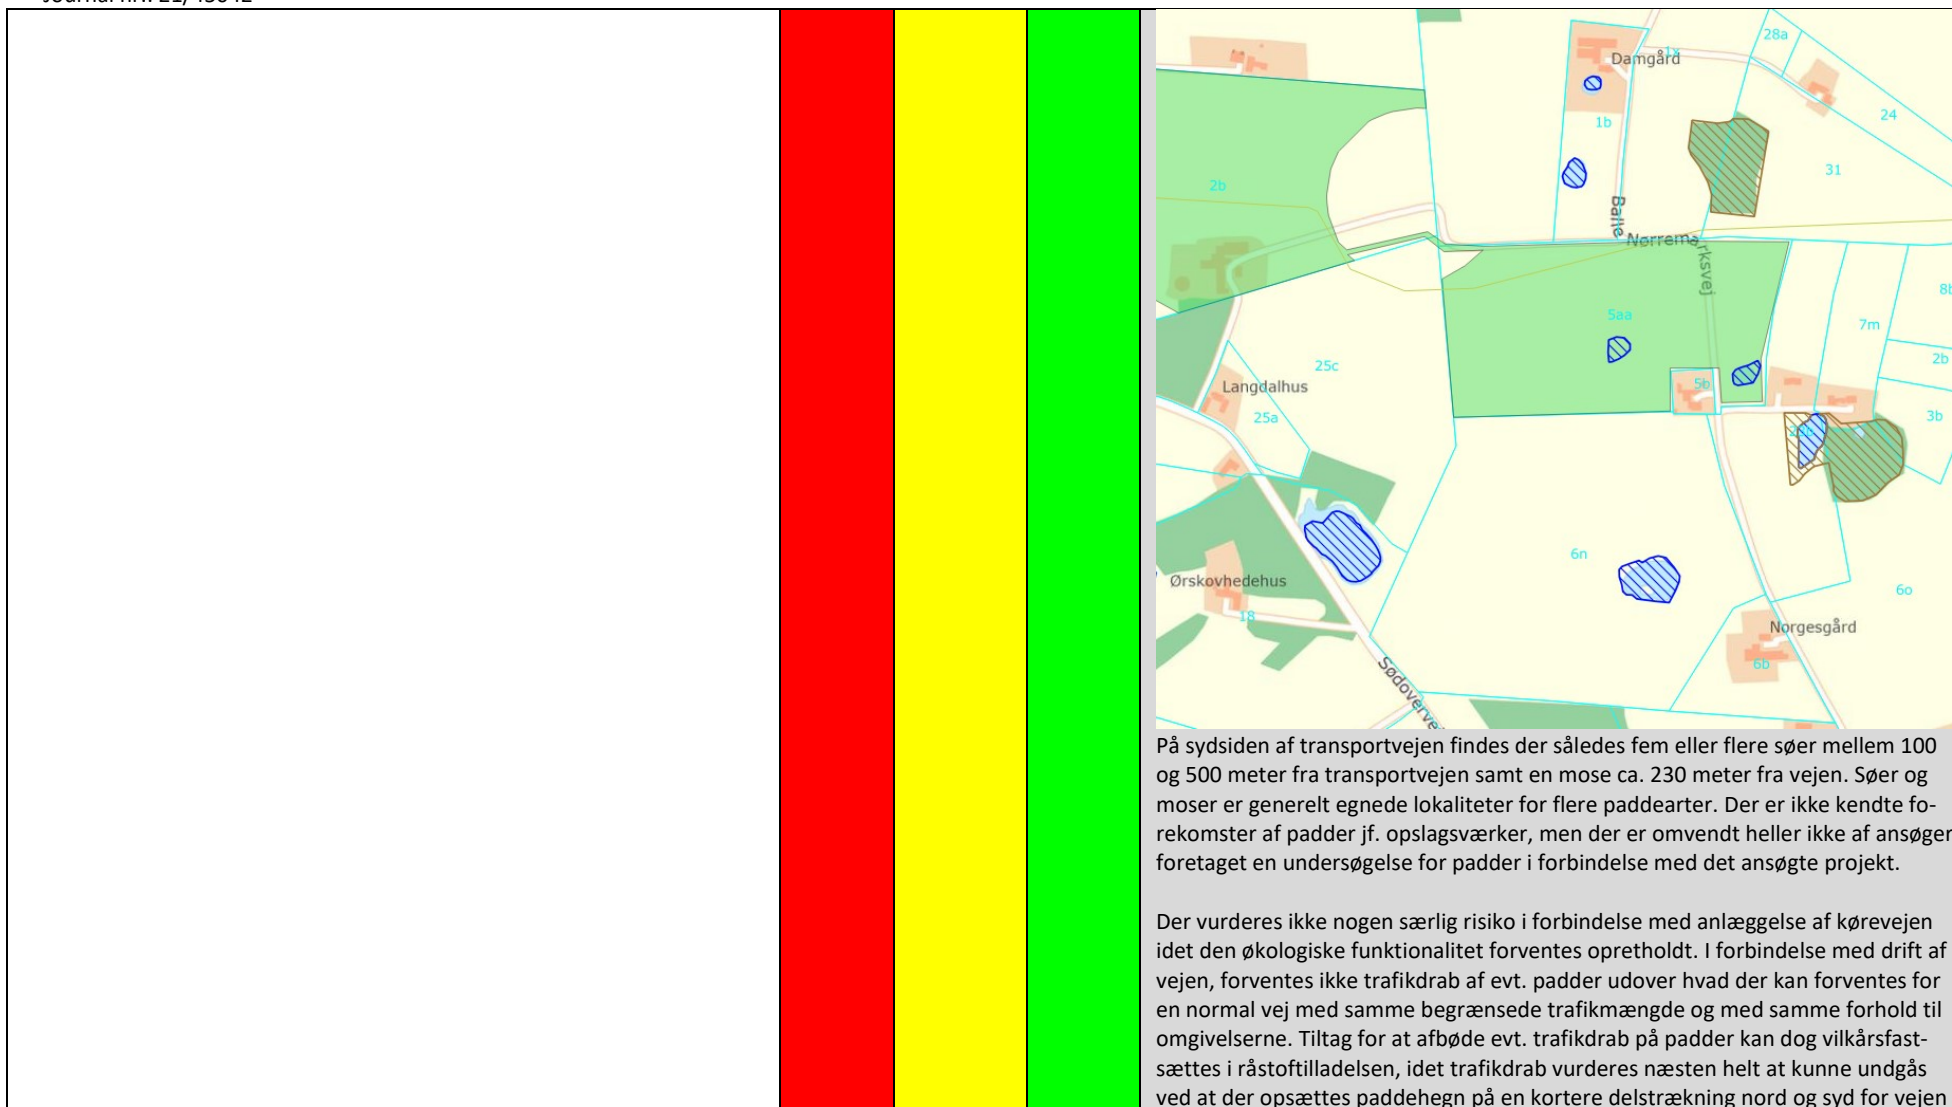 Damgård
1x
28a
24
1b
31
2b
Balle
Nørremarksvej
8b
5aa
7m
2b
25c
Langdalhus
5b
25a
3b
6n
Ørskovhedehus
6o
18
Norgesgård
6b
På sydsiden af transportvejen findes der således fem eller flere søer mellem 100
og 500 meter fra transportvejen samt en mose ca. 230 meter fra vejen. Søer og
moser er generelt egnede lokaliteter for flere paddearter. Der er ikke kendte fo-
rekomster af padder jf. opslagsværker, men der er omvendt heller ikke af ansøger
foretaget en undersøgelse for padder i forbindelse med det ansøgte projekt.
Der vurderes ikke nogen særlig risiko i forbindelse med anlæggelse af kørevejen
idet den økologiske funktionalitet forventes opretholdt. I forbindelse med drift af
vejen, forventes ikke trafikdrab af evt. padder udover hvad der kan forventes for
en normal vej med samme begrænsede trafikmængde og med samme forhold til
omgivelserne. Tiltag for at afbøde evt. trafikdrab på padder kan dog vilkårsfast-
sættes i råstoftilladelsen, idet trafikdrab vurderes næsten helt at kunne undgås
ved at der opsættes paddehegn på en kortere delstrækning nord og syd for vejen